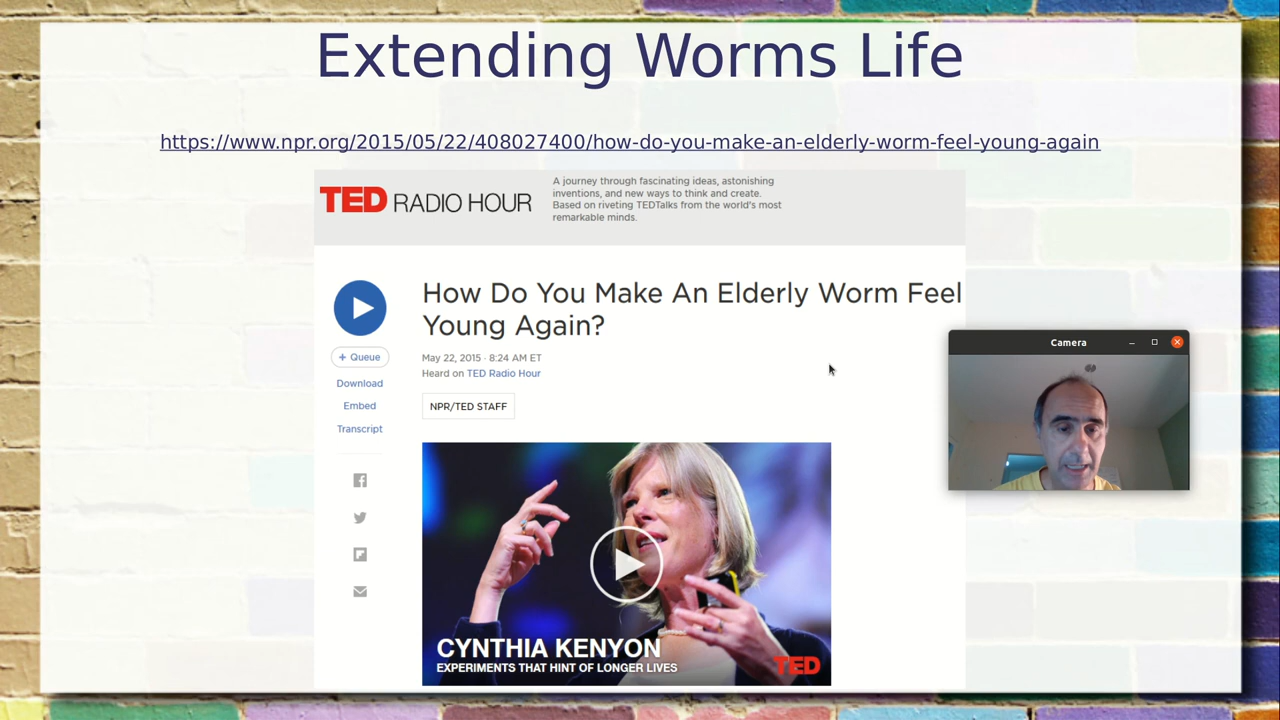 Extending Worms Life
https://www.npr.org/2015/05/22/408027400/how-do-you-make-an-elderly-worm-feel-young-again
TED RADIO HOUR
A journey through fascinating ideas, astonishing
inventions, and new ways to think and create.
Based on riveting TEDTalks from the world's most
remarkable minds.
How Do You Make An Elderly Worm Feel
Young Again?
+ Queue
May 22, 2015 · 8:24 AM ET
Heard on TED Radio Hour
Download
Embed
Transcript
NPR/TED STAFF
Camera
CYNTHIA KENYON
EXPERIMENTS THAT HINT OF LONGER LIVES
TED